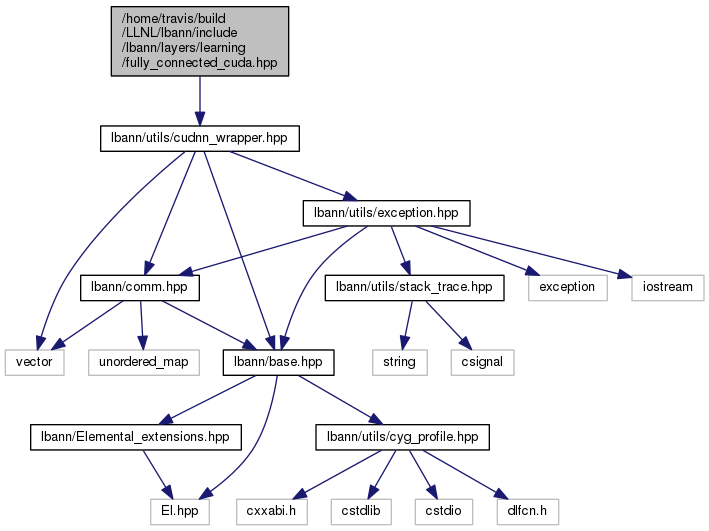 /home/travis/build
/LLNL/lbann/include
/lbann/layers/learning
/fully_connected_cuda.hpp
lbann/utils/cudnn_wrapper.hpp
lbann/utils/exception.hpp
lbann/comm.hpp
lbann/utils/stack_trace.hpp
exception
iostream
vector
unordered_map
lbann/base.hpp
string
csignal
lbann/Elemental_extensions.hpp
lbann/utils/cyg_profile.hpp
El.hpp
cxxabi.h
cstdlib
cstdio
dlfcn.h